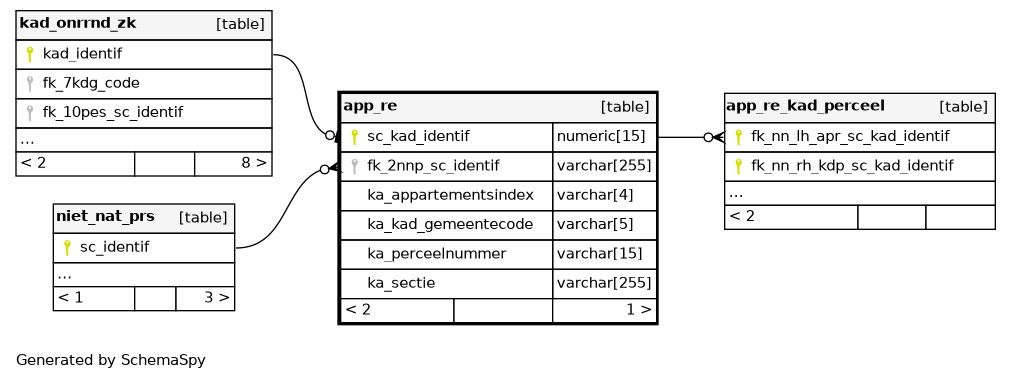 kad_onrrnd_zk [table]
kad_identif
fk_7kdg_code
fk_10pes_sc_identif
...
< 2 8 >
niet_nat_prs [table]
sc_identif
...
< 1 3 >
app_re [table]
sc_kad_identif numeric[15]
fk_2nnp_sc_identif varchar[255]
ka_appartementsindex varchar[4]
ka_kad_gemeentecode varchar[5]
ka_perceelnummer varchar[15]
ka_sectie varchar[255]
< 2 1 >
app_re_kad_perceel [table]
fk_nn_lh_apr_sc_kad_identif
fk_nn_rh_kdp_sc_kad_identif
...
< 2
Generated by SchemaSpy